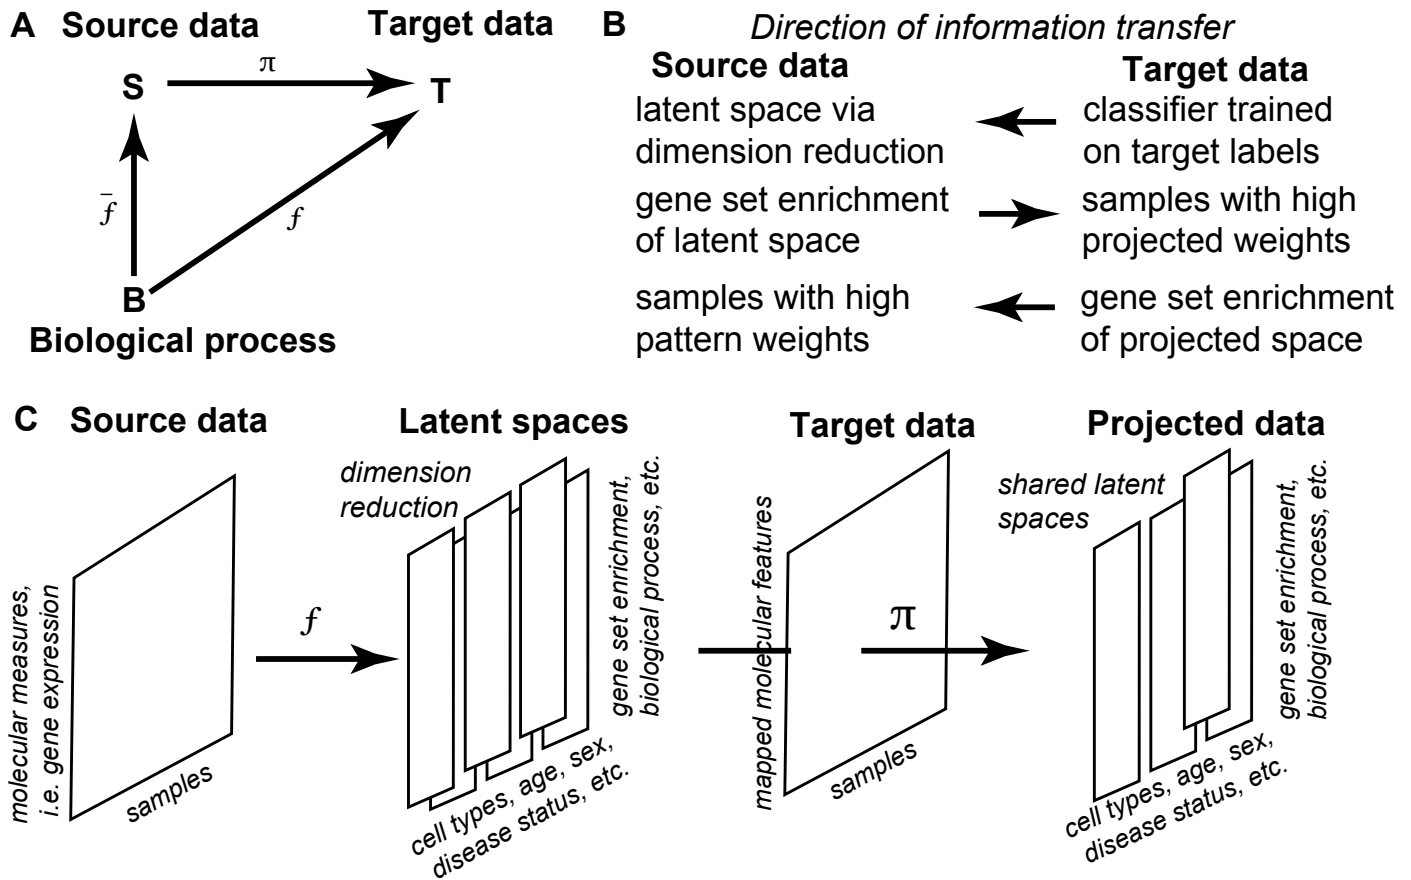 A Source data
Target data
π
S
T
f̄
f
B
Biological process
B
Direction of information transfer
Source data
Target data
latent space via
dimension reduction
classifier trained
on target labels
gene set enrichment
of latent space
samples with high
projected weights
samples with high
pattern weights
gene set enrichment
of projected space
C Source data
Latent spaces
Target data
Projected data
molecular measures,
i.e. gene expression
samples
f
dimension
reduction
gene set enrichment,
biological process, etc.
cell types, age, sex,
disease status, etc.
mapped molecular features
samples
π
shared latent
spaces
gene set enrichment,
biological process, etc.
cell types, age, sex,
disease status, etc.